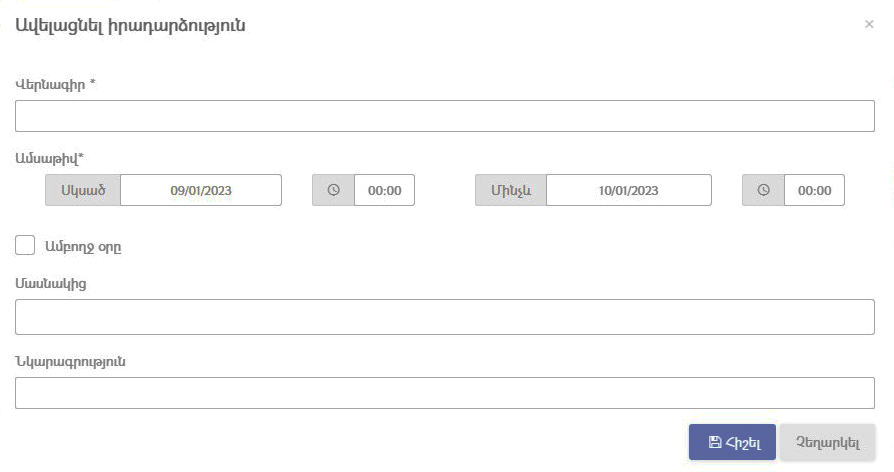 Ավելացնել իրադարձություն ×
Վերնագիր *
Ամսաթիվ*
Սկսած 09/01/2023 00:00 Մինչև 10/01/2023 00:00
Ամբողջ օրը
Մասնակից
Նկարագրություն
Հիշել Չեղարկել